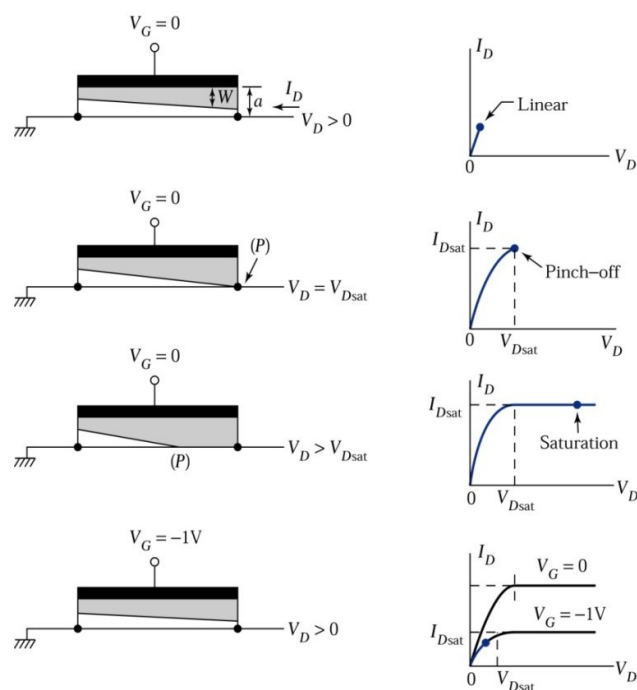 V_G = 0
W
a
I_D
V_D > 0
I_D
Linear
0
V_D
V_G = 0
(P)
V_D = V_Dsat
I_D
I_Dsat
Pinch–off
0
V_Dsat
V_D
V_G = 0
(P)
V_D > V_Dsat
I_D
I_Dsat
Saturation
0
V_Dsat
V_D
V_G = –1V
V_D > 0
I_D
V_G = 0
V_G = –1V
I_Dsat
0
V_Dsat
V_D